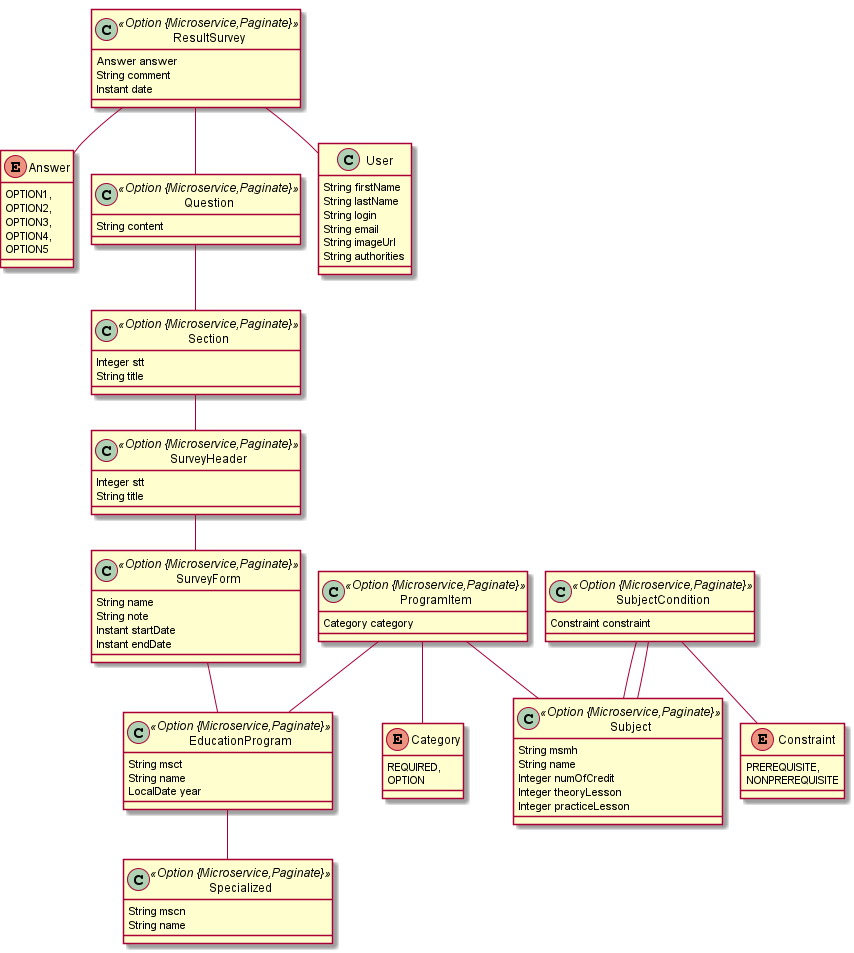 C «Option {Microservice,Paginate}»
ResultSurvey
Answer answer
String comment
Instant date
E Answer
OPTION1,
OPTION2,
OPTION3,
OPTION4,
OPTION5
C «Option {Microservice,Paginate}»
Question
String content
C User
String firstName
String lastName
String login
String email
String imageUrl
String authorities
C «Option {Microservice,Paginate}»
Section
Integer stt
String title
C «Option {Microservice,Paginate}»
SurveyHeader
Integer stt
String title
C «Option {Microservice,Paginate}»
SurveyForm
String name
String note
Instant startDate
Instant endDate
C «Option {Microservice,Paginate}»
ProgramItem
Category category
C «Option {Microservice,Paginate}»
SubjectCondition
Constraint constraint
C «Option {Microservice,Paginate}»
EducationProgram
String msct
String name
LocalDate year
E Category
REQUIRED,
OPTION
C «Option {Microservice,Paginate}»
Subject
String msmh
String name
Integer numOfCredit
Integer theoryLesson
Integer practiceLesson
E Constraint
PREREQUISITE,
NONPREREQUISITE
C «Option {Microservice,Paginate}»
Specialized
String mscn
String name